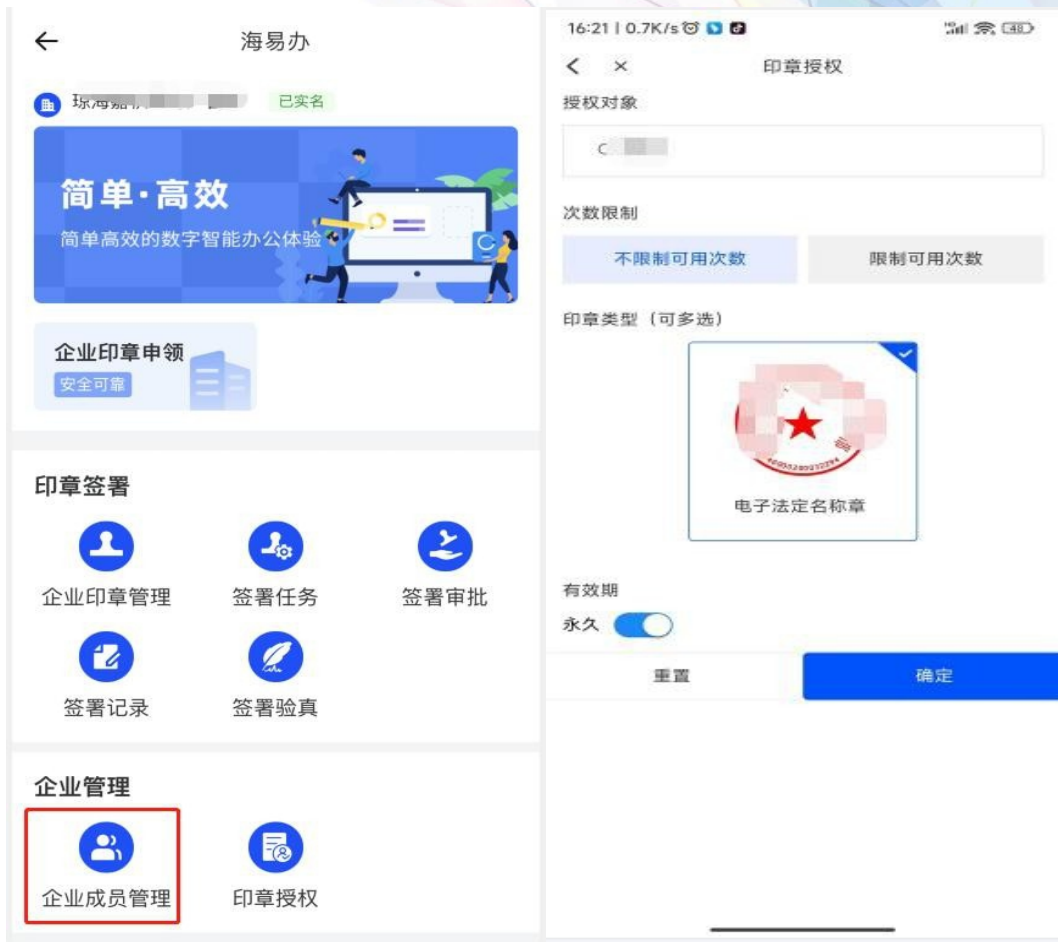 海易办
已实名
简单·高效
简单高效的数字智能办公体验
企业印章申领
安全可靠
印章签署
企业印章管理
签署任务
签署审批
签署记录
签署验真
企业管理
企业成员管理
印章授权
16:21 | 0.7K/s
48
印章授权
授权对象
C
次数限制
不限制可用次数
限制可用次数
印章类型（可多选）
电子法定名称章
有效期
永久
重置
确定